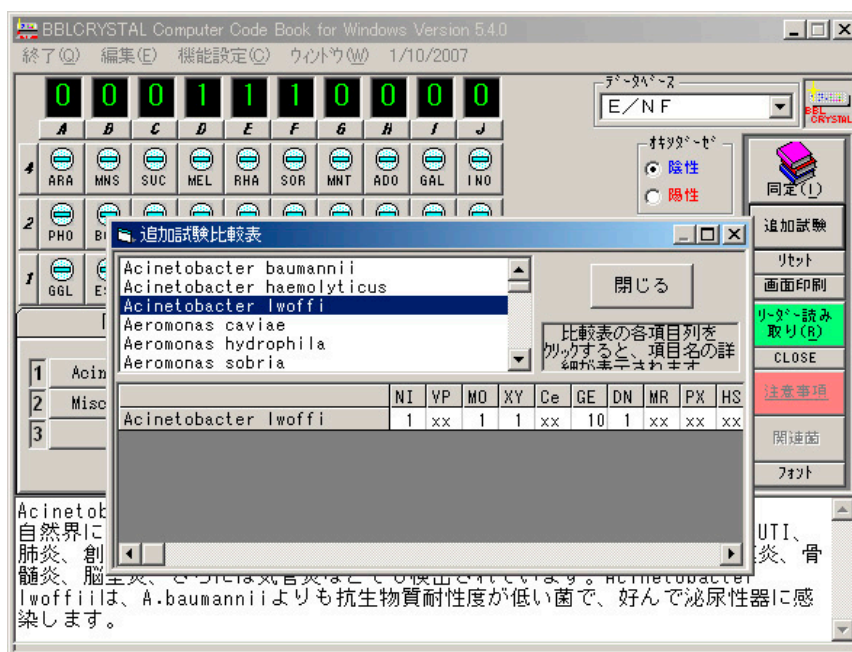 BBLCRYSTAL Computer Code Book for Windows Version 5.4.0
終了(Q) 編集(E) 機能設定(C) ウィンドウ(W) 1/10/2007
0 0 0 1 1 1 0 0 0 0
A B C D E F G H I J
ﾃﾞｰﾀﾍﾞｰｽ
E/NF
BBL CRYSTAL
4 ARA MNS SUC MEL RHA SOR MNT ADO GAL INO
ｵｷｼﾀﾞｰｾﾞ
陰性
陽性
同定(I)
2 PHO
追加試験
1 GGL
ﾘｾｯﾄ
画面印刷
ﾘｰﾀﾞｰ読み取り(R)
CLOSE
注意事項
関連菌
ﾌｫﾝﾄ
追加試験比較表
Acinetobacter baumannii
Acinetobacter haemolyticus
Acinetobacter lwoffi
Aeromonas caviae
Aeromonas hydrophila
Aeromonas sobria
閉じる
比較表の各項目列を
ｸﾘｯｸすると、項目名の詳
細が表示されます
NI VP MO XY Ce GE DN MR PX HS
Acinetobacter lwoffi 1 xx 1 1 xx 10 1 xx xx xx
1 Acin
2 Misc
3
Acinetob
自然界に UTI、
肺炎、創 炎、骨
髄炎、
lwoffiiは、A.baumanniiよりも抗生物質耐性度が低い菌で、好んで泌尿性器に感
染します。